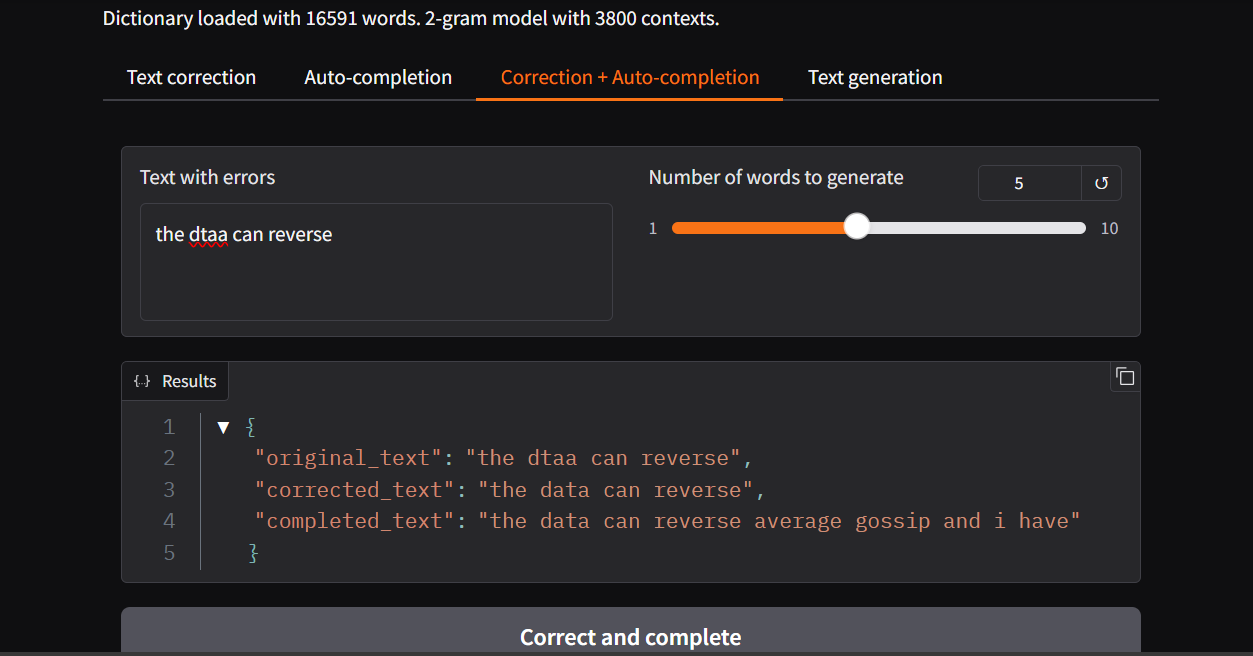 Dictionary loaded with 16591 words. 2-gram model with 3800 contexts.
Text correction Auto-completion Correction + Auto-completion Text generation
Text with errors
the dtaa can reverse
Number of words to generate
5
1 10
{..} Results
1 {
2 "original_text": "the dtaa can reverse",
3 "corrected_text": "the data can reverse",
4 "completed_text": "the data can reverse average gossip and i have"
5 }
Correct and complete